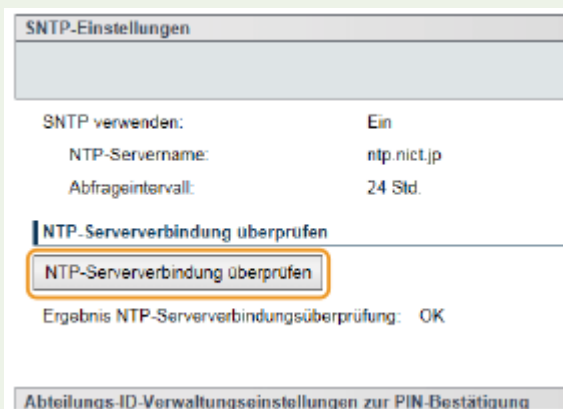 SNTP-Einstellungen
SNTP verwenden: Ein
NTP-Servername: ntp.nict.jp
Abfrageintervall: 24 Std.
NTP-Serververbindung überprüfen
NTP-Serververbindung überprüfen
Ergebnis NTP-Serververbindungsüberprüfung: OK
Abteilungs-ID-Verwaltungseinstellungen zur PIN-Bestätigung